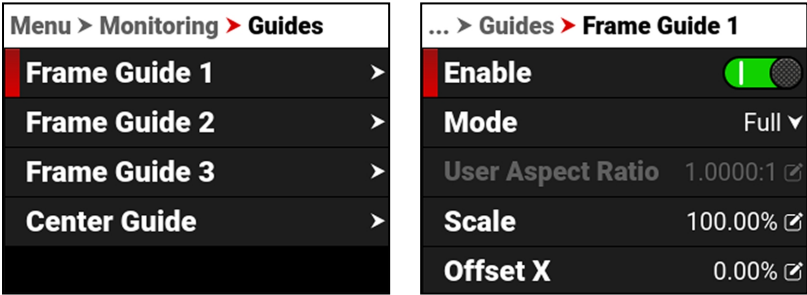 Menu > Monitoring > Guides
Frame Guide 1 >
Frame Guide 2 >
Frame Guide 3 >
Center Guide >
... > Guides > Frame Guide 1
Enable
Mode Full
User Aspect Ratio 1.0000:1
Scale 100.00%
Offset X 0.00%